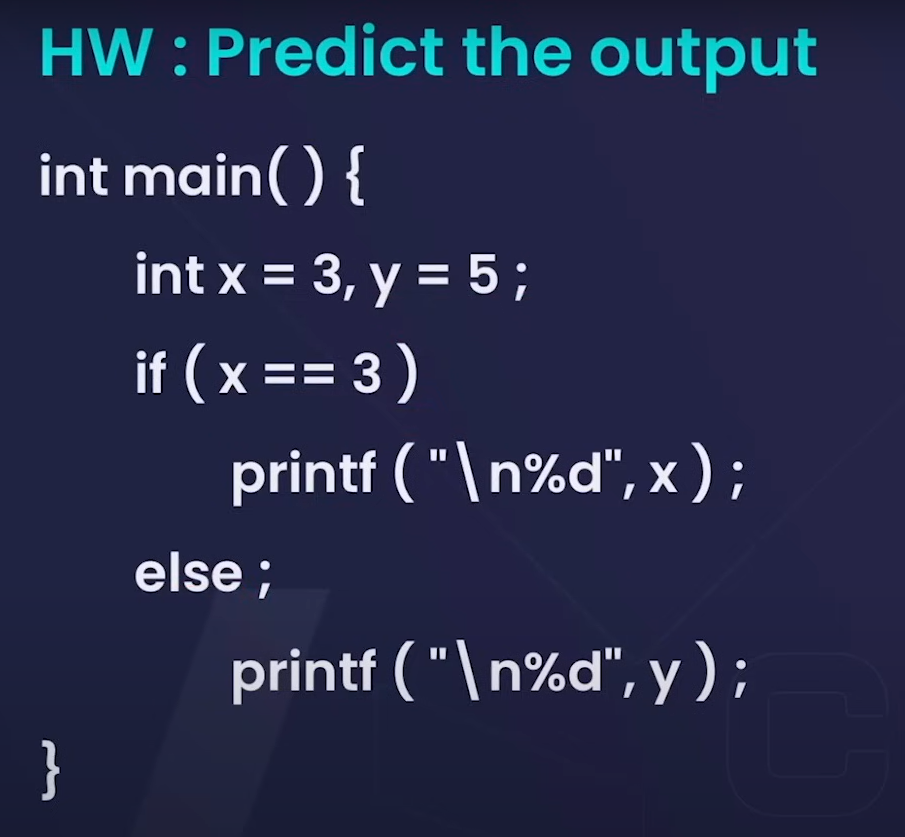 HW : Predict the output
int main( ) {
int x = 3, y = 5 ;
if ( x == 3 )
printf ( "\n%d", x ) ;
else ;
printf ( "\n%d", y ) ;
}
C